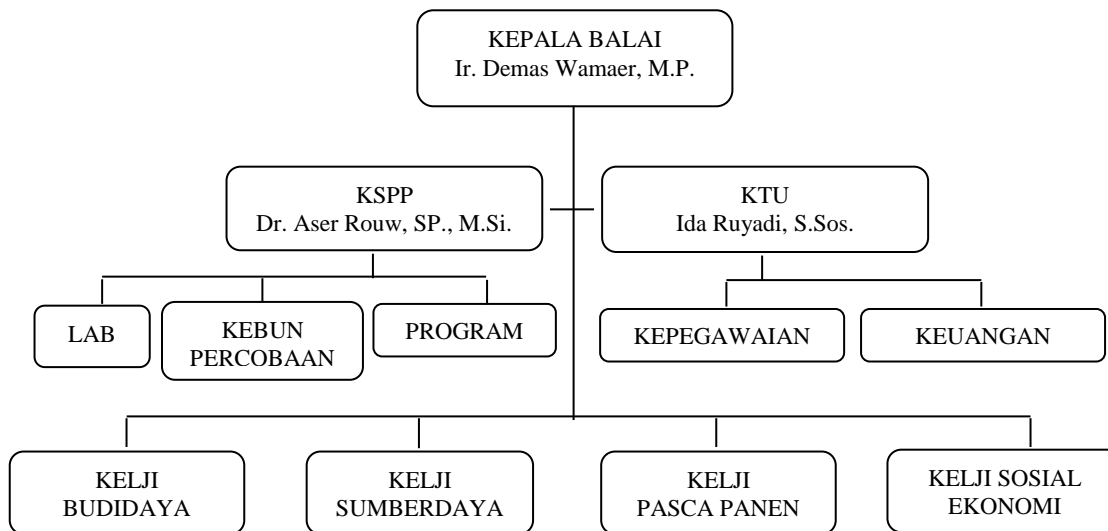 KEPALA BALAI
Ir. Demas Wamaer, M.P.
KSPP
Dr. Aser Rouw, SP., M.Si.
KTU
Ida Ruyadi, S.Sos.
LAB
KEBUN
PERCOBAAN
PROGRAM
KEPEGAWAIAN
KEUANGAN
KELJI
BUDIDAYA
KELJI
SUMBERDAYA
KELJI
PASCA PANEN
KELJI SOSIAL
EKONOMI